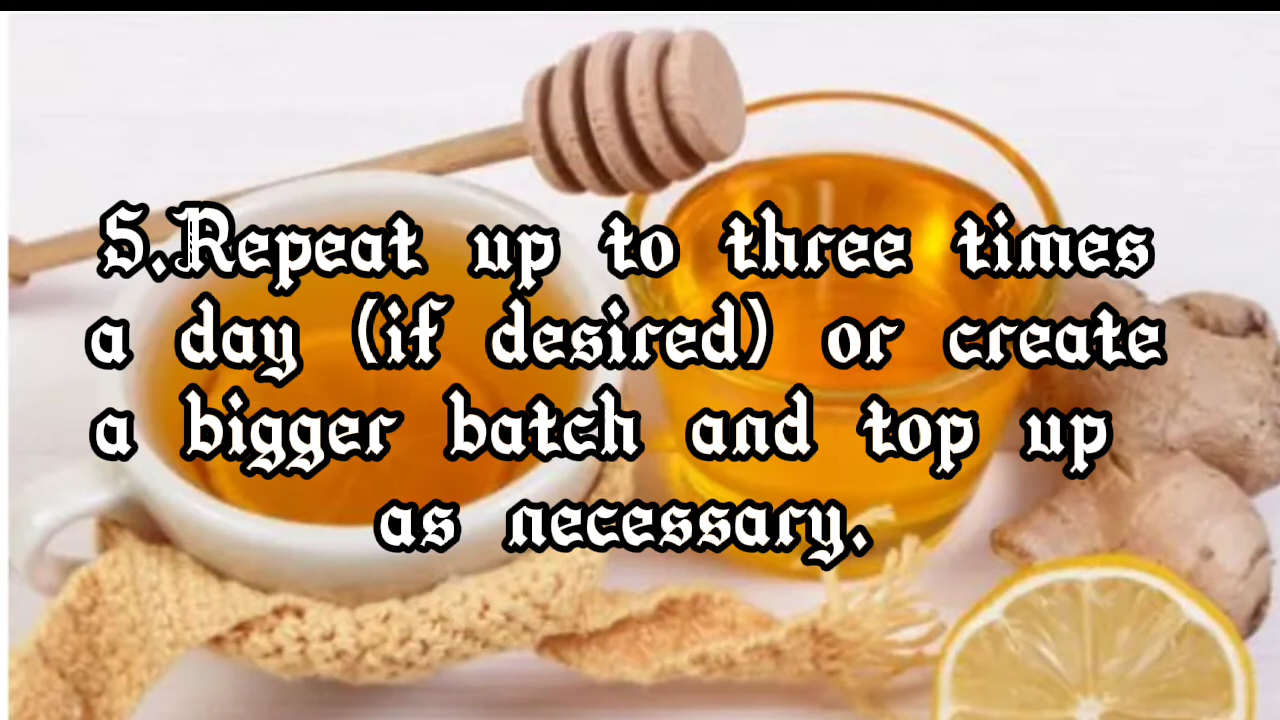 5.Repeat up to three times
a day (if desired) or create
a bigger batch and top up
as necessary.